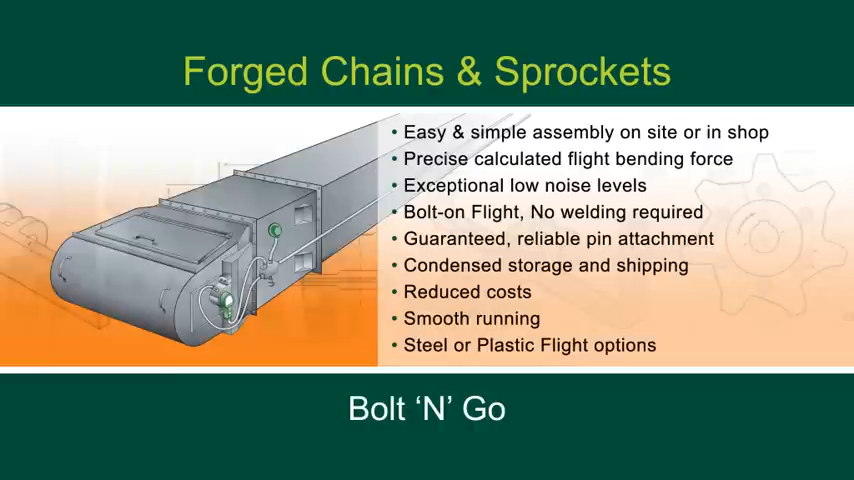 Forged Chains & Sprockets
• Easy & simple assembly on site or in shop
• Precise calculated flight bending force
• Exceptional low noise levels
• Bolt-on Flight, No welding required
• Guaranteed, reliable pin attachment
• Condensed storage and shipping
• Reduced costs
• Smooth running
• Steel or Plastic Flight options
Bolt ‘N’ Go